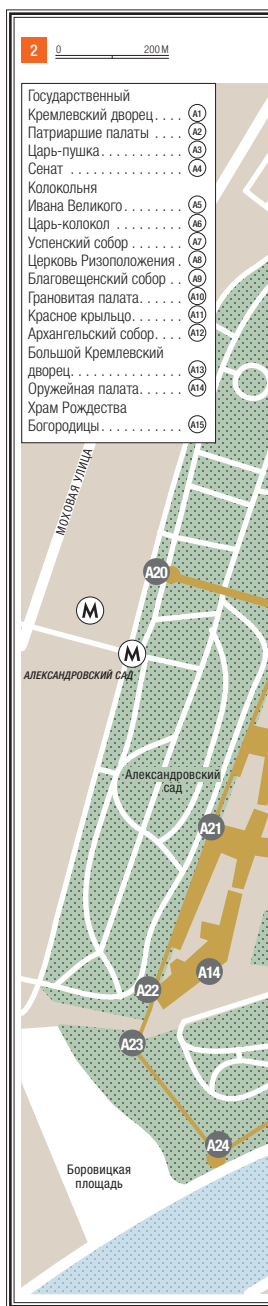 2
0 200 М
Государственный
Кремлевский дворец.... A1
Патриаршие палаты .... A2
Царь-пушка........... A3
Сенат ............... A4
Колокольня
Ивана Великого........ A5
Царь-колокол ......... A6
Успенский собор ....... A7
Церковь Ризоположения . A8
Благовещенский собор .. A9
Грановитая палата...... A10
Красное крыльцо....... A11
Архангельский собор.... A12
Большой Кремлевский
дворец............... A13
Оружейная палата...... A14
Храм Рождества
Богородицы........... A15
МОХОВАЯ УЛИЦА
A20
М
М
АЛЕКСАНДРОВСКИЙ САД
Александровский
сад
A21
A14
A22
A23
A24
Боровицкая
площадь